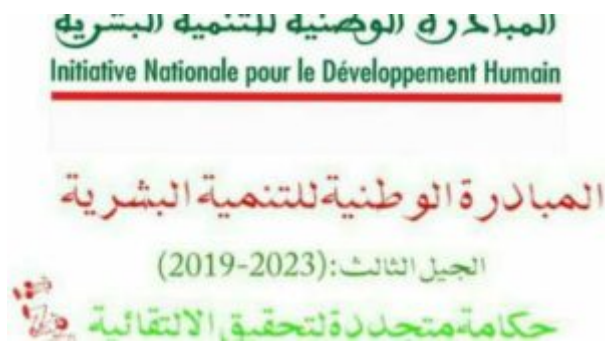 المبادرة الوطنية للتنمية البشرية
Initiative Nationale pour le Développement Humain
المبادرة الوطنية للتنمية البشرية
الجيل الثالث:(2019-2023)
حكامة متجددة لتحقيق الالتقائية